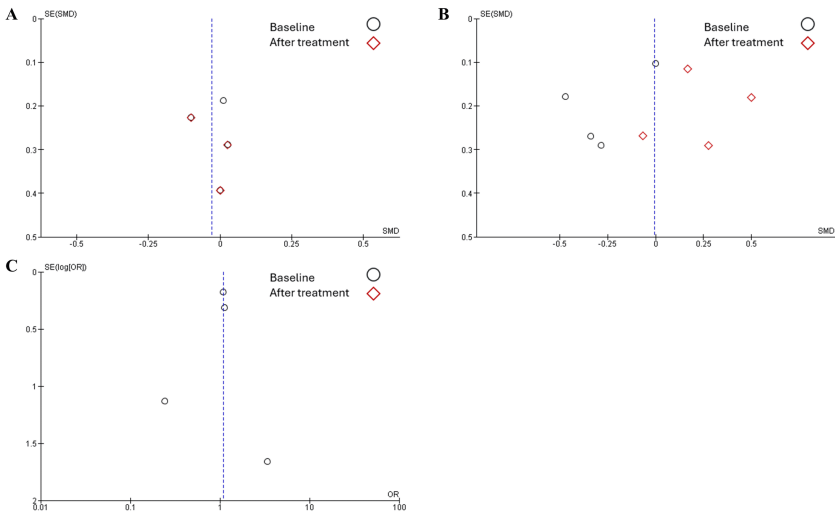 A
SE(SMD)
Baseline
After treatment
0
0.1
0.2
0.3
0.4
0.5
-0.5
-0.25
0
0.25
0.5
SMD
B
SE(SMD)
Baseline
After treatment
0
0.1
0.2
0.3
0.4
0.5
-0.5
-0.25
0
0.25
0.5
SMD
C
SE(log[OR])
Baseline
After treatment
0
0.5
1
1.5
2
0.01
0.1
1
10
100
OR